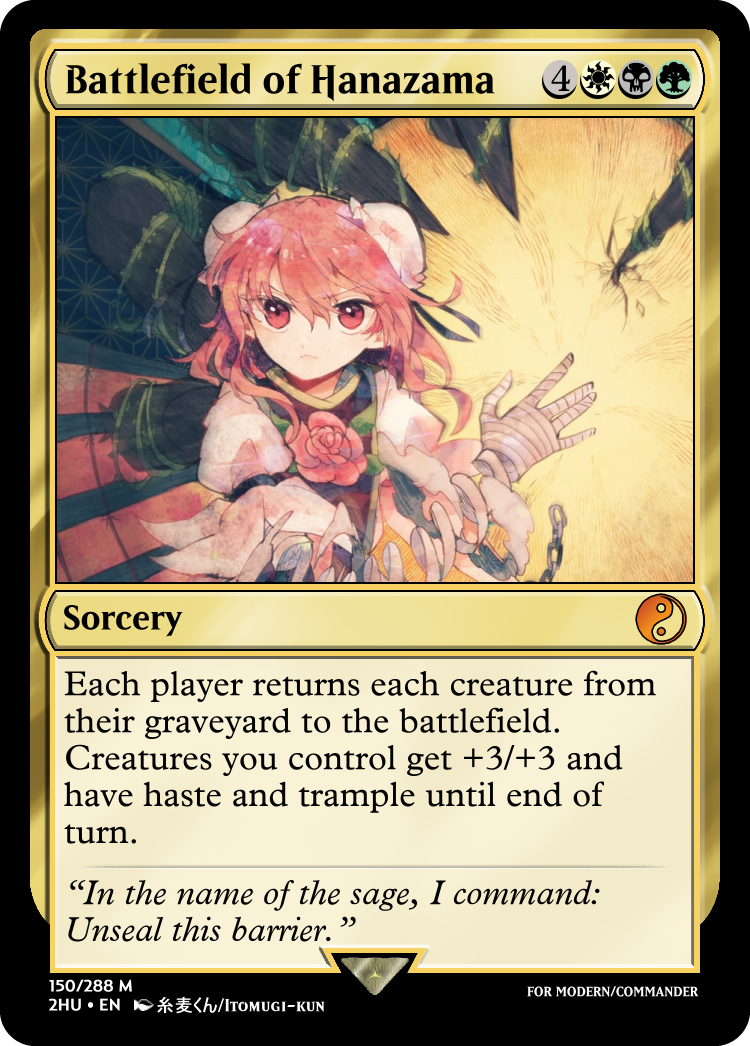 Battlefield of Hanazama 4
Sorcery
Each player returns each creature from
their graveyard to the battlefield.
Creatures you control get +3/+3 and
have haste and trample until end of
turn.
“In the name of the sage, I command:
Unseal this barrier.”
150/288 M
2HU • EN 糸麦くん/Itomugi-kun
FOR MODERN/COMMANDER